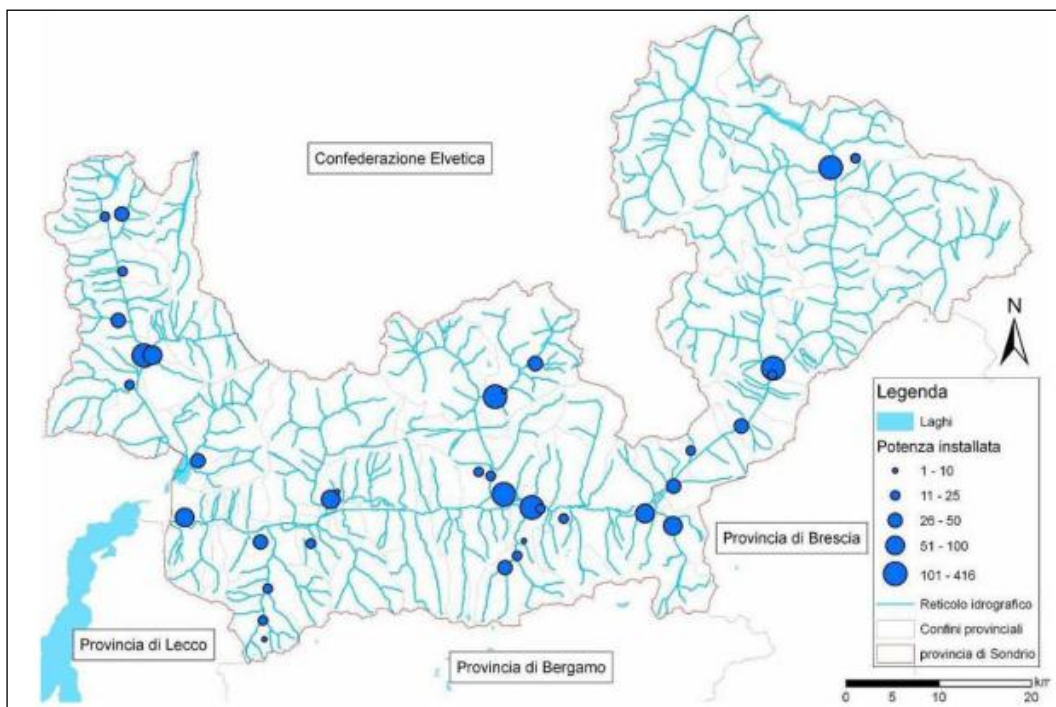 Confederazione Elvetica
N
Legenda
Laghi
Potenza installata
1 - 10
11 - 25
26 - 50
51 - 100
101 - 416
Reticolo idrografico
Confini provinciali
provincia di Sondrio
Provincia di Brescia
Provincia di Lecco
Provincia di Bergamo
km
0 5 10 20